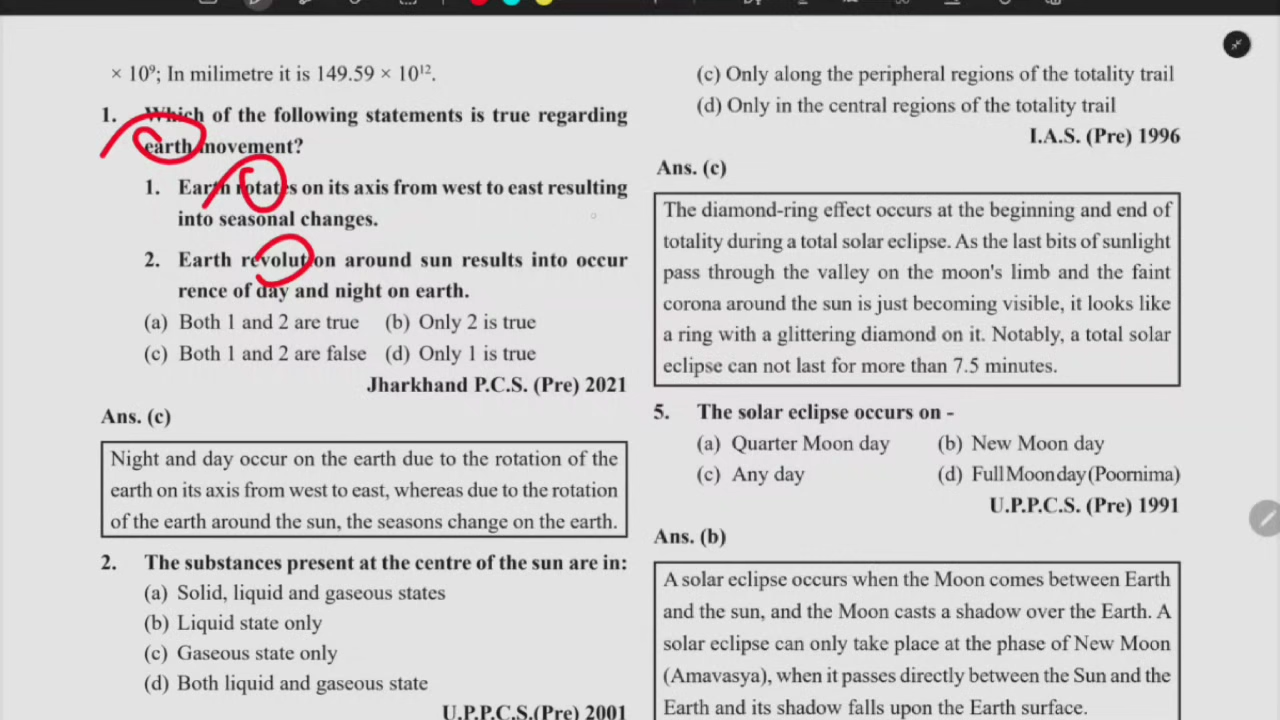 × 10⁹; In milimetre it is 149.59 × 10¹².
1. Which of the following statements is true regarding
earth movement?
1. Earth rotates on its axis from west to east resulting
into seasonal changes.
2. Earth revolution around sun results into occur
rence of day and night on earth.
(a) Both 1 and 2 are true (b) Only 2 is true
(c) Both 1 and 2 are false (d) Only 1 is true
Jharkhand P.C.S. (Pre) 2021
Ans. (c)
Night and day occur on the earth due to the rotation of the
earth on its axis from west to east, whereas due to the rotation
of the earth around the sun, the seasons change on the earth.
2. The substances present at the centre of the sun are in:
(a) Solid, liquid and gaseous states
(b) Liquid state only
(c) Gaseous state only
(d) Both liquid and gaseous state
U.P.P.C.S.(Pre) 2001
(c) Only along the peripheral regions of the totality trail
(d) Only in the central regions of the totality trail
I.A.S. (Pre) 1996
Ans. (c)
The diamond-ring effect occurs at the beginning and end of
totality during a total solar eclipse. As the last bits of sunlight
pass through the valley on the moon's limb and the faint
corona around the sun is just becoming visible, it looks like
a ring with a glittering diamond on it. Notably, a total solar
eclipse can not last for more than 7.5 minutes.
5. The solar eclipse occurs on -
(a) Quarter Moon day (b) New Moon day
(c) Any day (d) Full Moon day (Poornima)
U.P.P.C.S. (Pre) 1991
Ans. (b)
A solar eclipse occurs when the Moon comes between Earth
and the sun, and the Moon casts a shadow over the Earth. A
solar eclipse can only take place at the phase of New Moon
(Amavasya), when it passes directly between the Sun and the
Earth and its shadow falls upon the Earth surface.